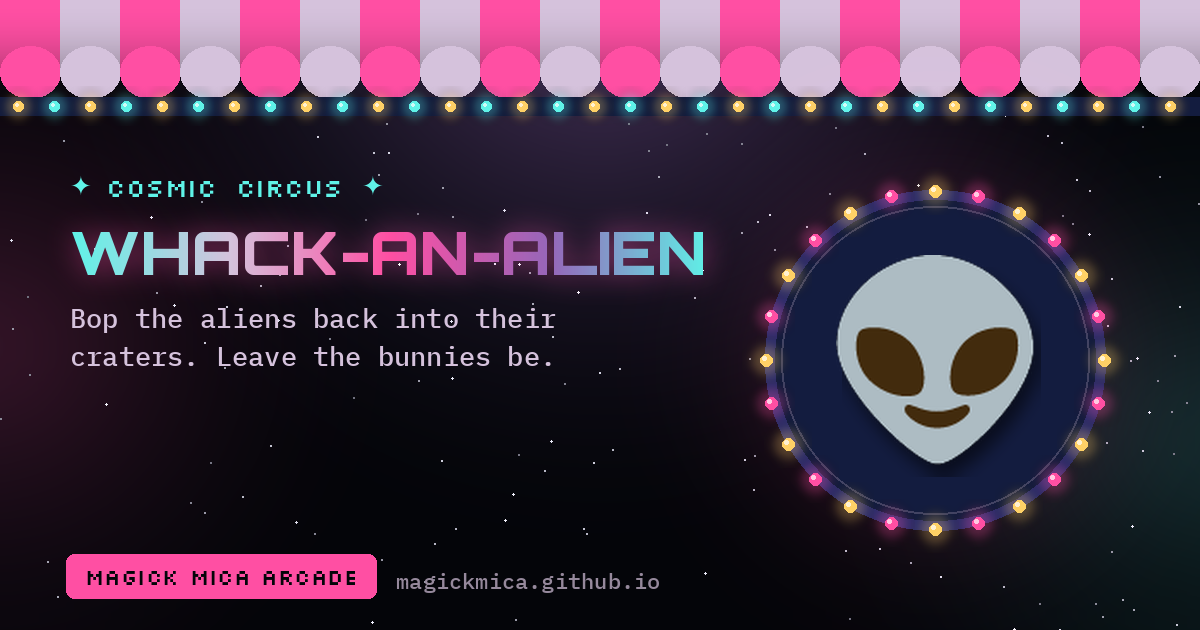 ✦ COSMIC CIRCUS ✦
WHACK-AN-ALIEN
Bop the aliens back into their
craters. Leave the bunnies be.
MAGICK MICA ARCADE
magickmica.github.io